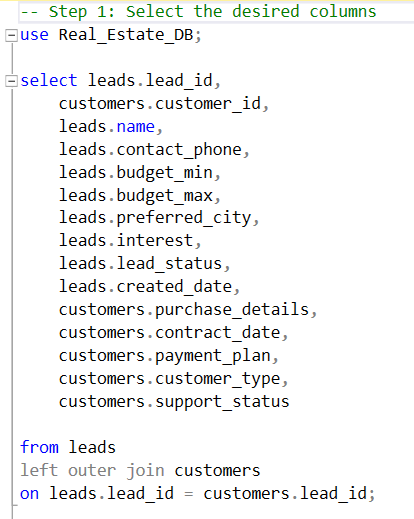 -- Step 1: Select the desired columns
use Real_Estate_DB;
select leads.lead_id,
customers.customer_id,
leads.name,
leads.contact_phone,
leads.budget_min,
leads.budget_max,
leads.preferred_city,
leads.interest,
leads.lead_status,
leads.created_date,
customers.purchase_details,
customers.contract_date,
customers.payment_plan,
customers.customer_type,
customers.support_status
from leads
left outer join customers
on leads.lead_id = customers.lead_id;